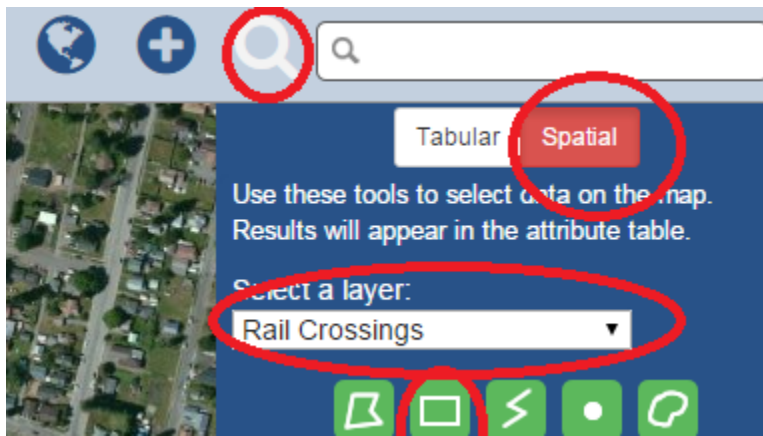 Tabular
Spatial
Use these tools to select data on the map.
Results will appear in the attribute table.
Select a layer:
Rail Crossings